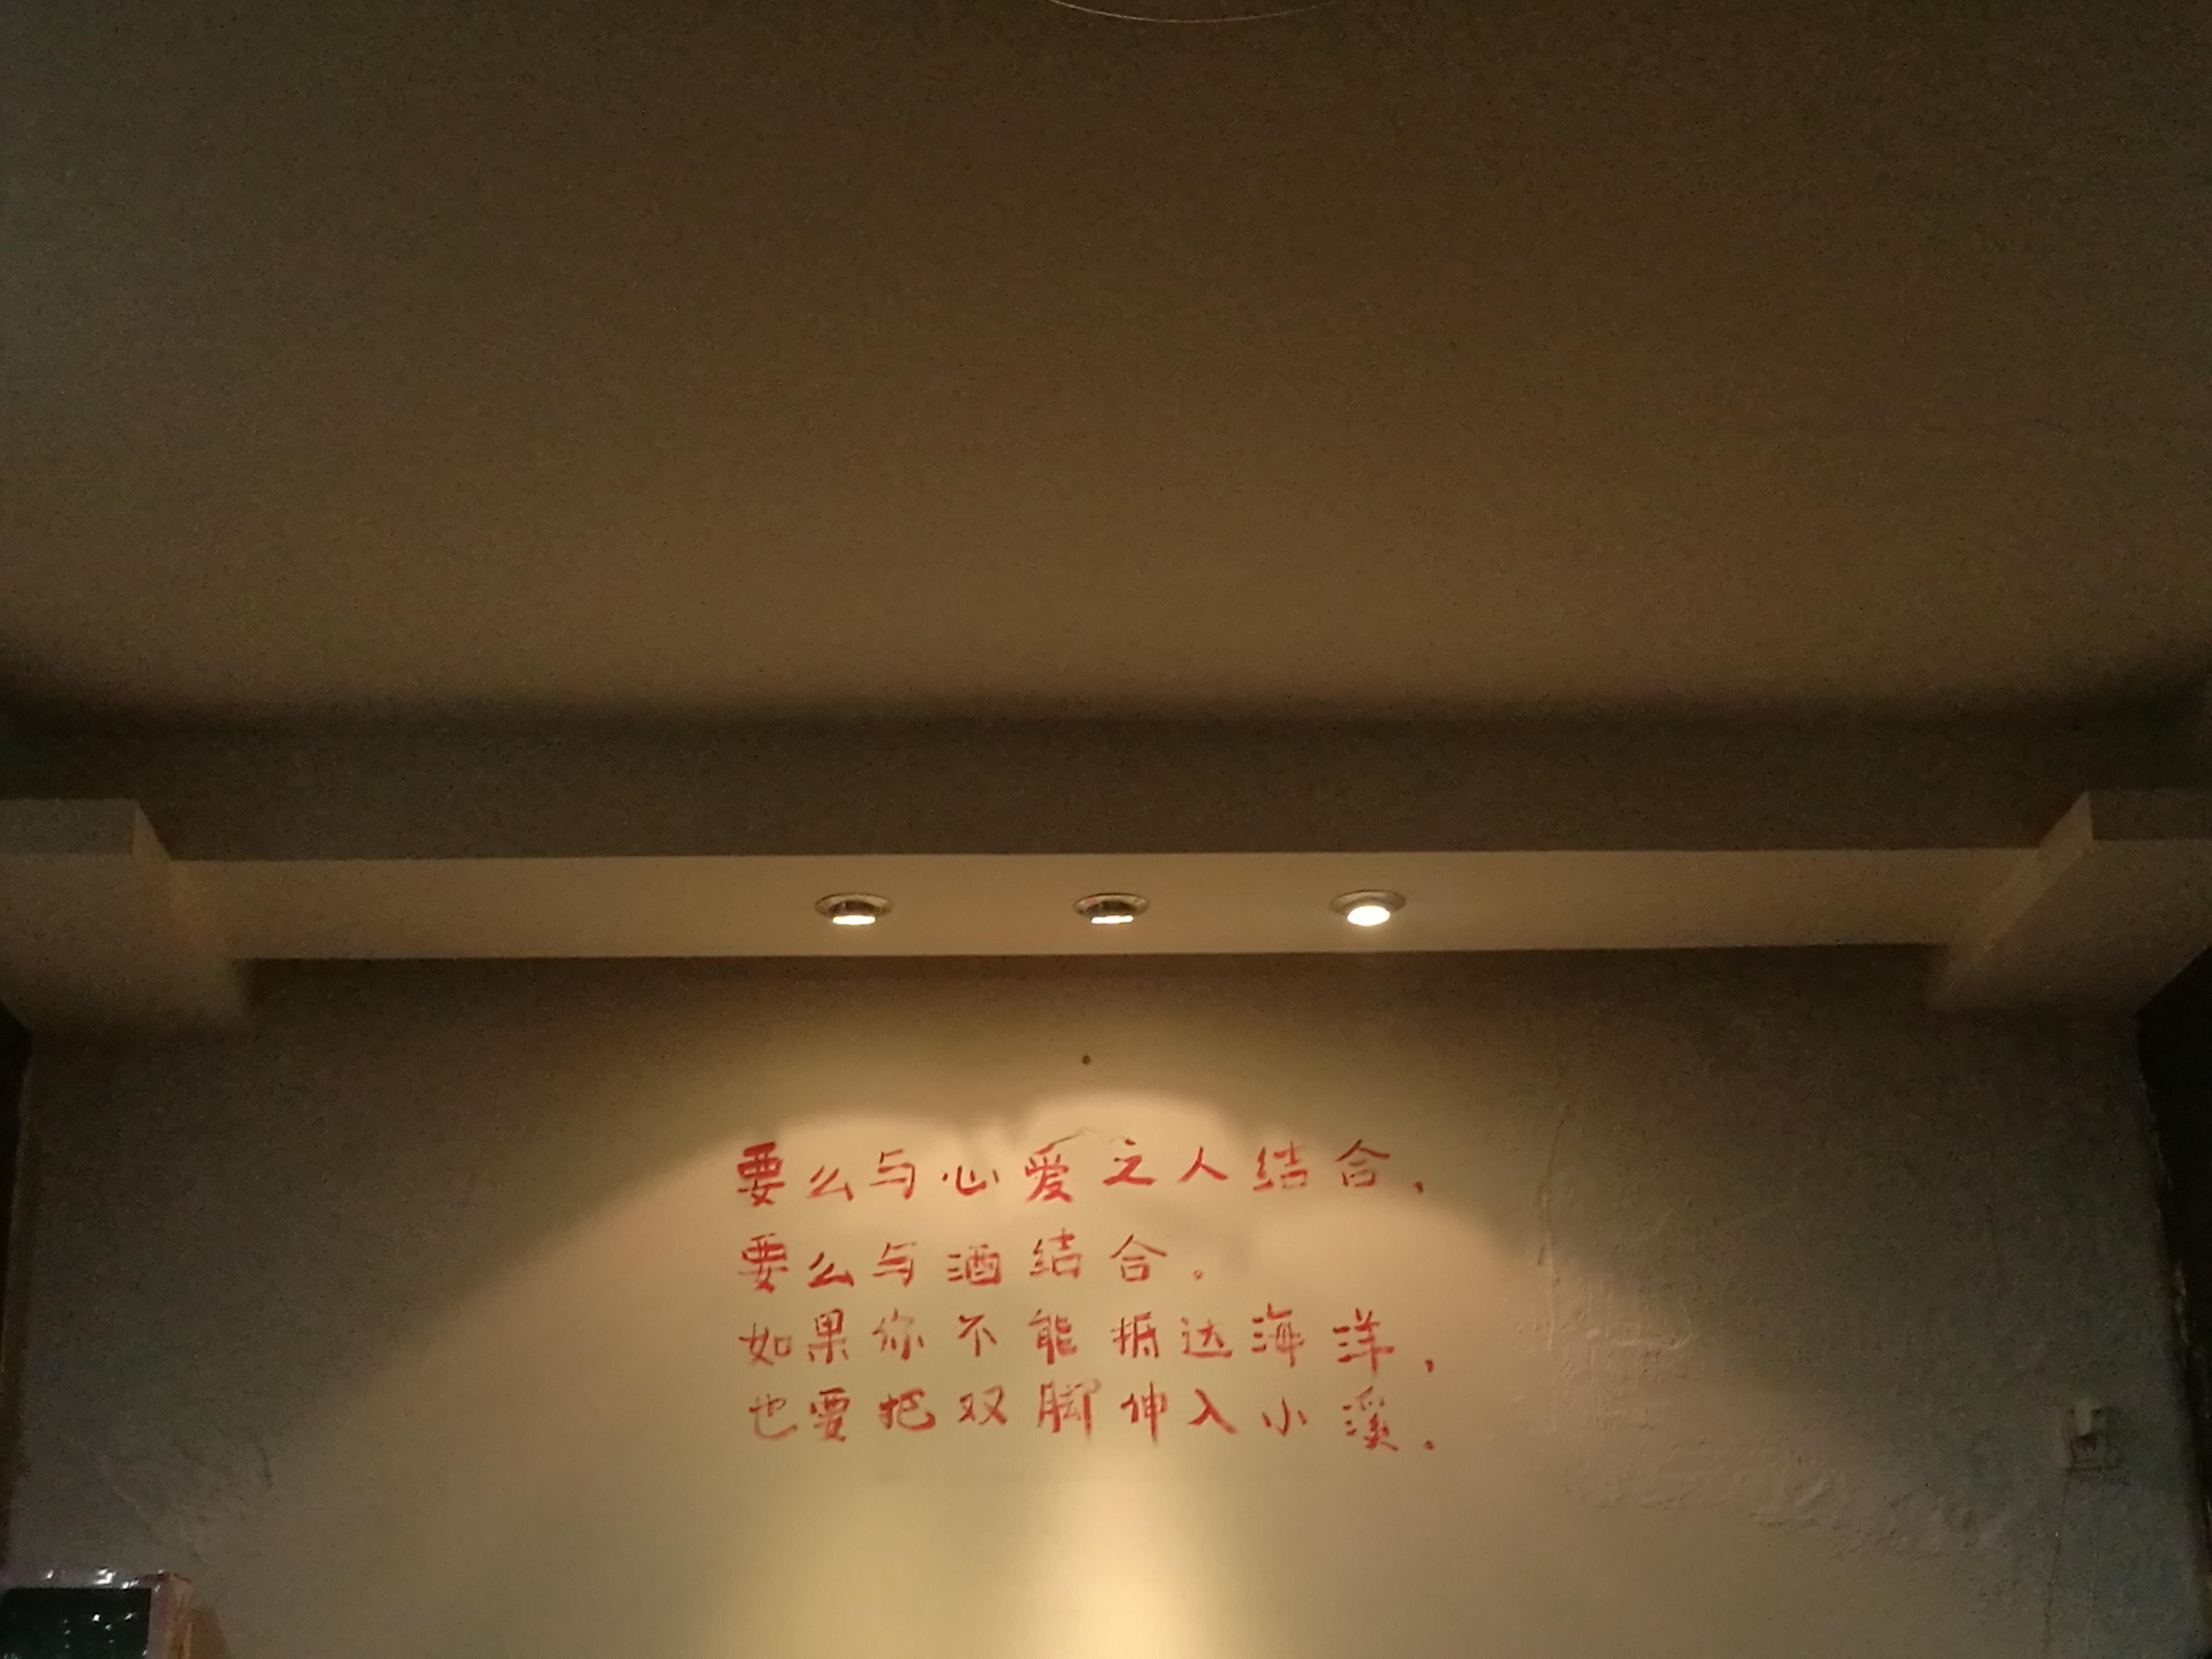 要么与心爱之人结合，
要么与酒结合。
如果你不能抵达海洋，
也要把双脚伸入小溪。